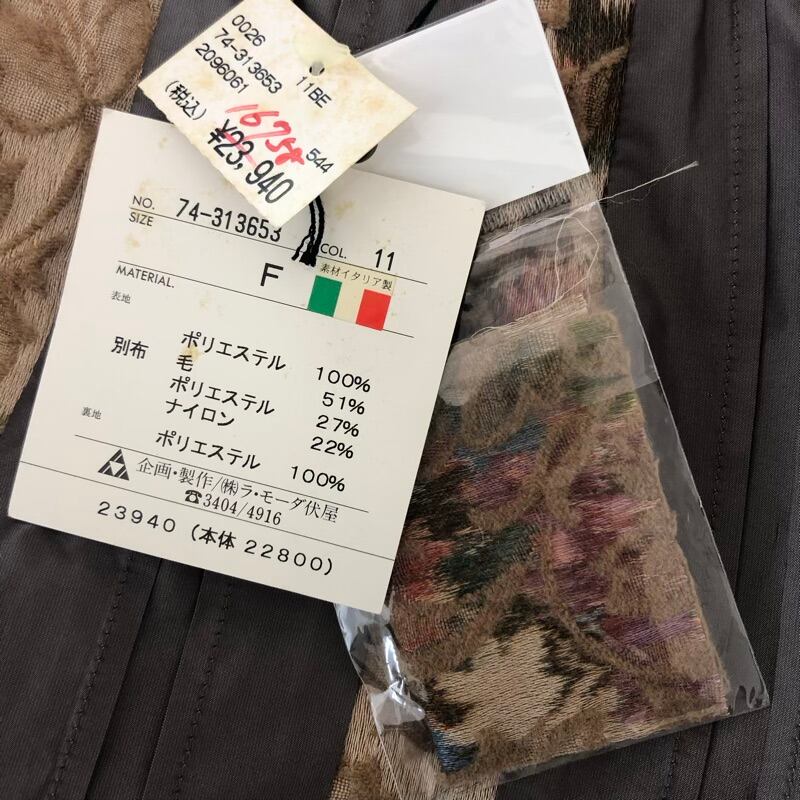 0026
74-313653 11BE
2096061
(税込) 544
16758
¥23,940
NO. 74-313653 COL. 11
SIZE F
素材イタリア製
MATERIAL.
表地 ポリエステル 100%
別布 毛 51%
ポリエステル 27%
ナイロン 22%
裏地 ポリエステル 100%
企画・製作/㈱ラ・モーダ伏屋
☎3404/4916
23940 (本体 22800)